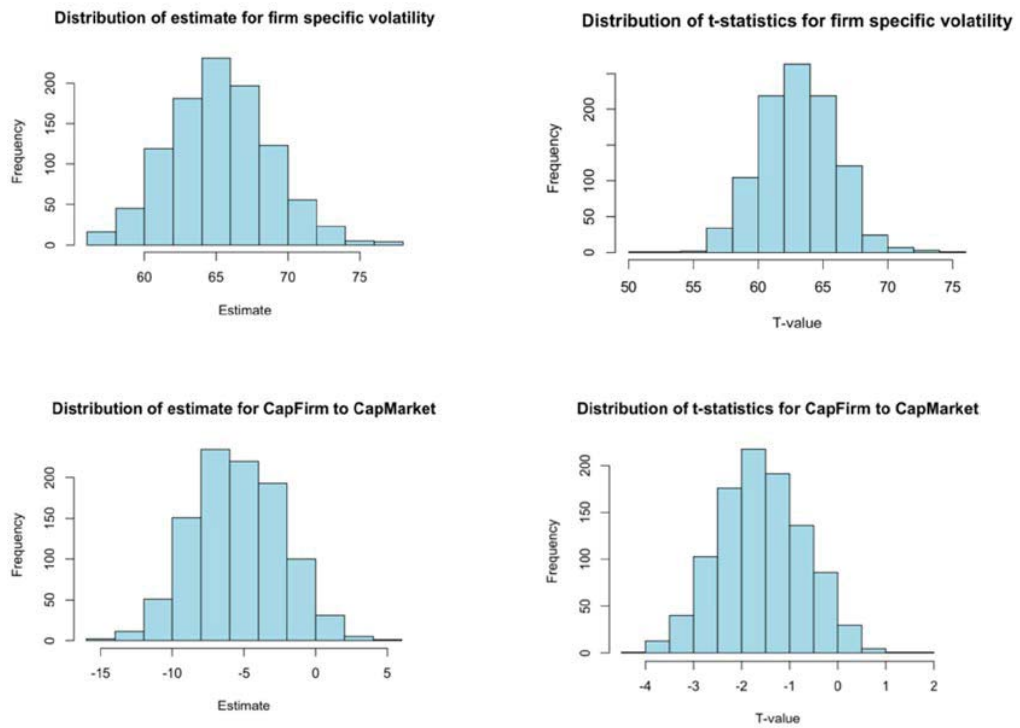 Distribution of estimate for firm specific volatility
Frequency
0 50 100 150 200
60 65 70 75
Estimate
Distribution of t-statistics for firm specific volatility
Frequency
0 50 100 200
50 55 60 65 70 75
T-value
Distribution of estimate for CapFirm to CapMarket
Frequency
0 50 100 150 200
-15 -10 -5 0 5
Estimate
Distribution of t-statistics for CapFirm to CapMarket
Frequency
0 50 100 150 200
-4 -3 -2 -1 0 1 2
T-value